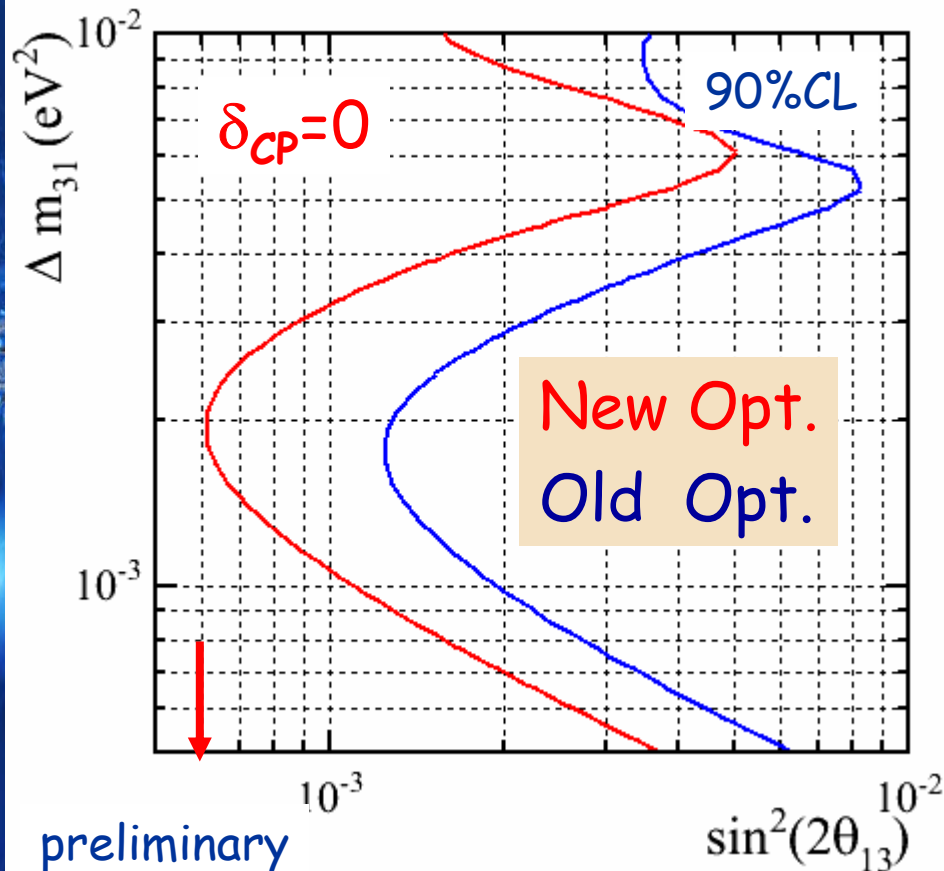 10⁻²
Δ m₃₁ (eV²)
δCP=0
90%CL
New Opt.
Old Opt.
10⁻³
10⁻³
10⁻²
sin²(2θ₁₃)
preliminary